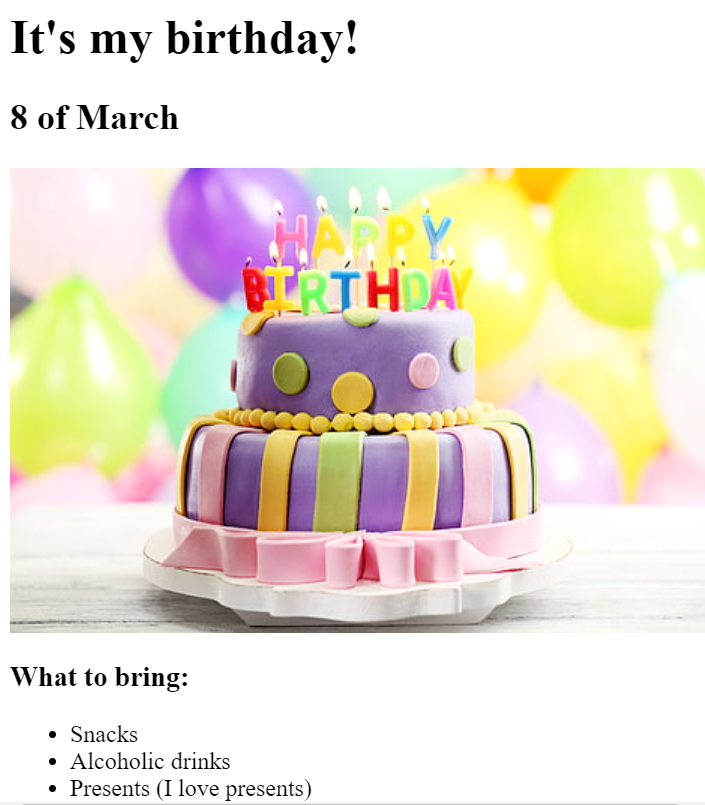 It's my birthday!
8 of March
HAPPY
BIRTHDAY
What to bring:
Snacks
Alcoholic drinks
Presents (I love presents)